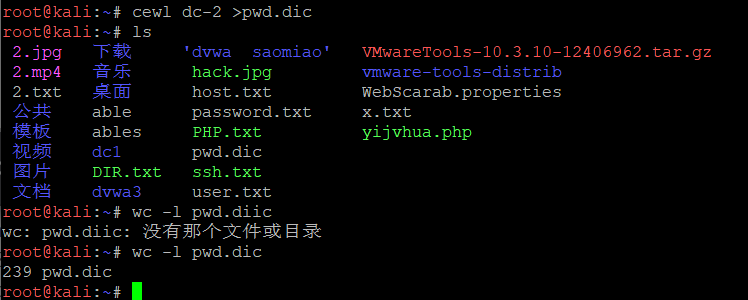 root@kali:~# cewl dc-2 >pwd.dic
root@kali:~# ls
2.jpg 下载 'dvwa saomiao' VMwareTools-10.3.10-12406962.tar.gz
2.mp4 音乐 hack.jpg vmware-tools-distrib
2.txt 桌面 host.txt WebScarab.properties
公共 able password.txt x.txt
模板 ables PHP.txt yijvhua.php
视频 dc1 pwd.dic
图片 DIR.txt ssh.txt
文档 dvwa3 user.txt
root@kali:~# wc -l pwd.diic
wc: pwd.diic: 没有那个文件或目录
root@kali:~# wc -l pwd.dic
239 pwd.dic
root@kali:~#